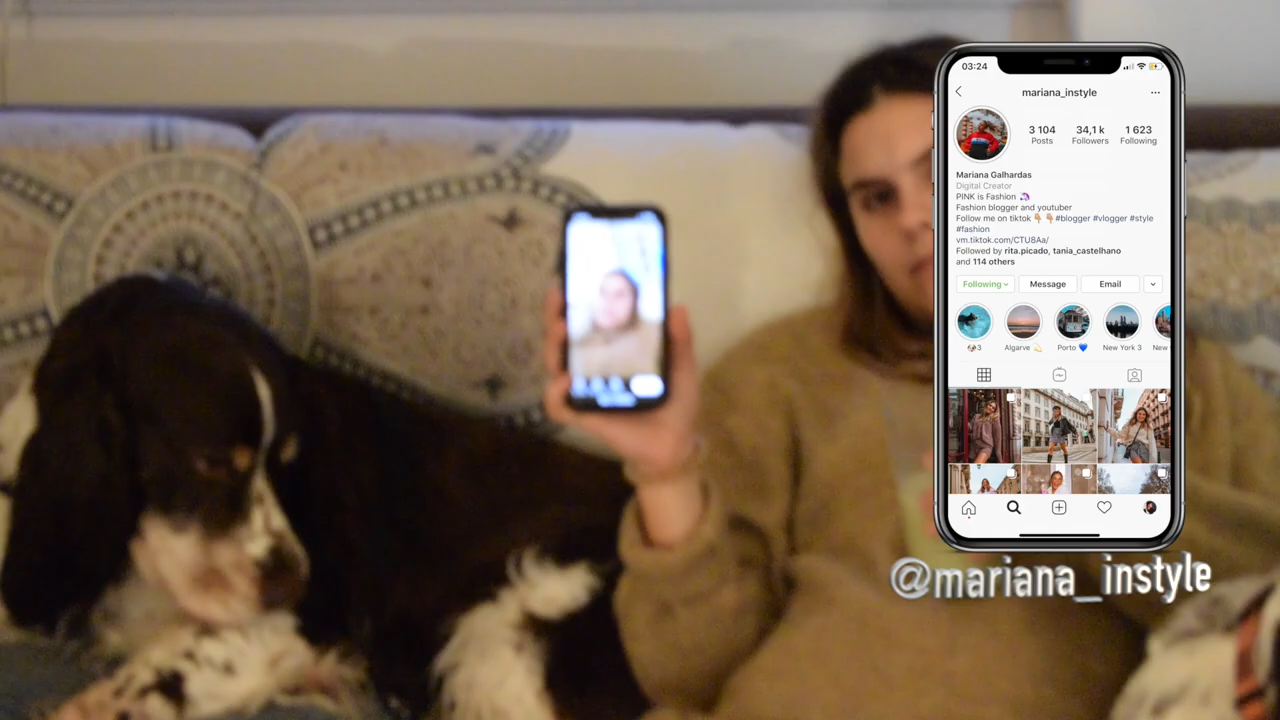 03:24
mariana_instyle
3 104
34,1 k
1 623
Posts
Followers
Following
Mariana Galhardas
Digital Creator
PINK is Fashion 🦄
Fashion blogger and youtuber
Follow me on tiktok 👇🏼👇🏼#blogger #vlogger #style
#fashion
vm.tiktok.com/CTU8Aa/
Followed by rita.picado, tania_castelhano
and 114 others
Following
Message
Email
🐶3
Algarve 💫
Porto 💙
New York 3
New
@mariana_instyle